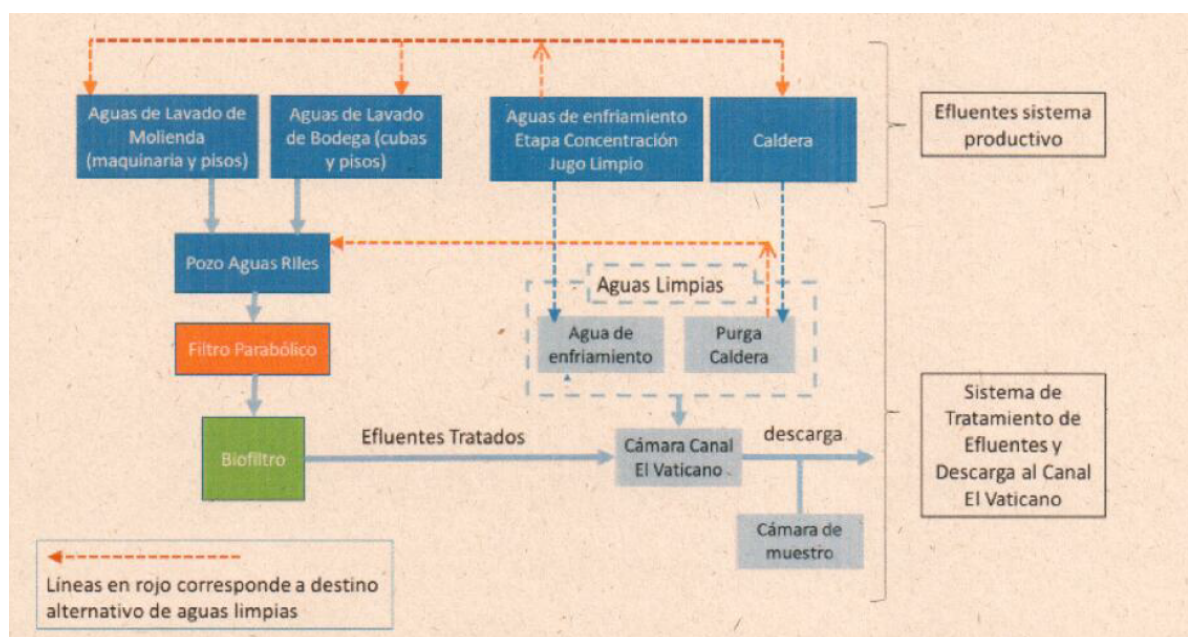 Aguas de Lavado de
Molienda
(maquinaria y pisos)
Aguas de Lavado
de Bodega (cubas
y pisos)
Aguas de enfriamiento
Etapa Concentración
Jugo Limpio
Caldera
Efluentes sistema
productivo
Pozo Aguas RIles
Aguas Limpias
Filtro Parabólico
Agua de
enfriamiento
Purga
Caldera
Biofiltro
Efluentes Tratados
Cámara Canal
El Vaticano
descarga
Cámara de
muestro
Sistema de
Tratamiento de
Efluentes y
Descarga al Canal
El Vaticano
Líneas en rojo corresponde a destino
alternativo de aguas limpias